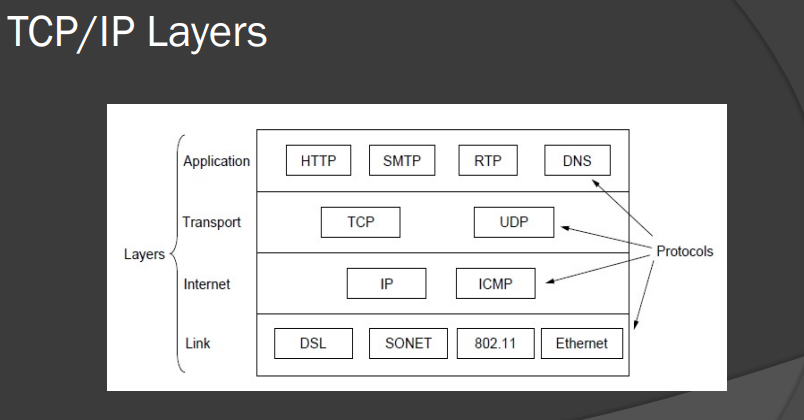 TCP/IP Layers
Application HTTP SMTP RTP DNS
Transport TCP UDP
Layers Protocols
Internet IP ICMP
Link DSL SONET 802.11 Ethernet